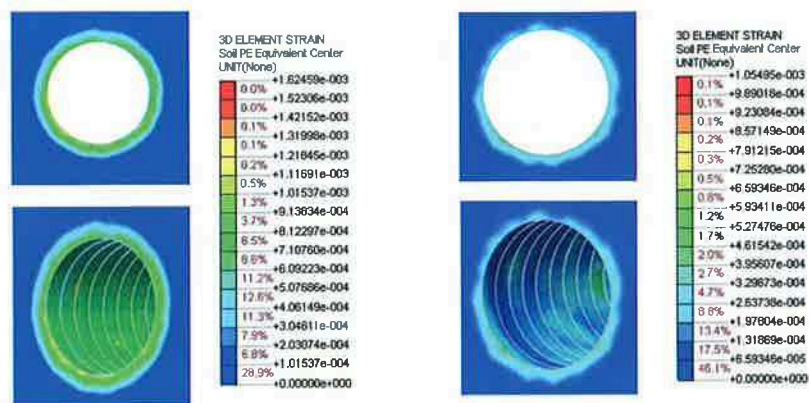 3D ELEMENT STRAIN
Soil PE Equivalent Center
UNIT(None)
+1.62459e-003
0.0%
+1.52306e-003
0.0%
+1.42152e-003
0.1%
+1.31998e-003
0.1%
+1.21845e-003
0.2%
+1.11691e-003
0.5%
+1.01537e-003
1.3%
+9.13834e-004
3.7%
+8.12297e-004
6.5%
+7.10760e-004
8.8%
+6.09223e-004
11.2%
+5.07686e-004
12.6%
+4.06149e-004
11.3%
+3.04611e-004
7.9%
+2.03074e-004
6.8%
+1.01537e-004
28.9%
+0.00000e+000
3D ELEMENT STRAIN
Soil PE Equivalent Center
UNIT(None)
+1.05495e-003
0.1%
+9.89018e-004
0.1%
+9.23084e-004
0.1%
+8.57149e-004
0.2%
+7.91215e-004
0.3%
+7.25280e-004
0.5%
+6.59346e-004
0.8%
+5.93411e-004
1.2%
+5.27476e-004
1.7%
+4.61542e-004
2.0%
+3.95607e-004
2.7%
+3.29673e-004
4.7%
+2.63738e-004
8.8%
+1.97804e-004
13.4%
+1.31869e-004
17.5%
+6.59346e-005
46.1%
+0.00000e+000